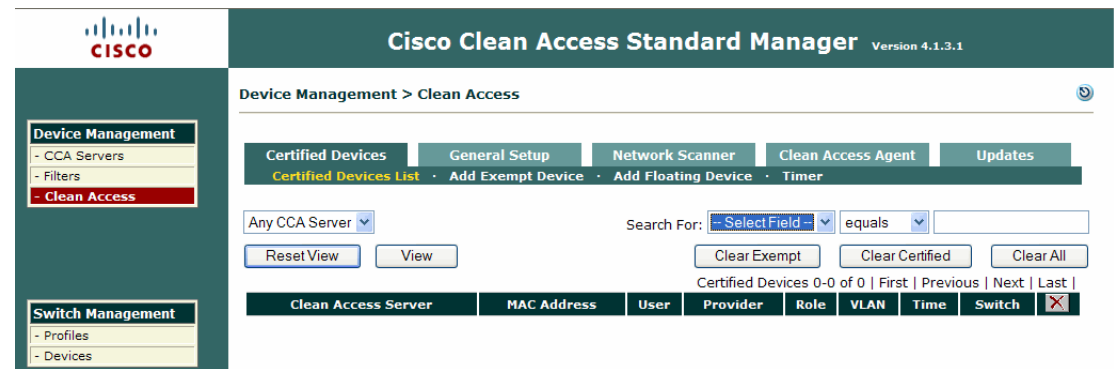 CISCO
Cisco Clean Access Standard Manager Version 4.1.3.1
Device Management > Clean Access
Device Management
- CCA Servers
- Filters
- Clean Access
Certified Devices General Setup Network Scanner Clean Access Agent Updates
Certified Devices List · Add Exempt Device · Add Floating Device · Timer
Any CCA Server Search For: -- Select Field -- equals
Reset View View Clear Exempt Clear Certified Clear All
Certified Devices 0-0 of 0 | First | Previous | Next | Last |
Clean Access Server MAC Address User Provider Role VLAN Time Switch
Switch Management
- Profiles
- Devices